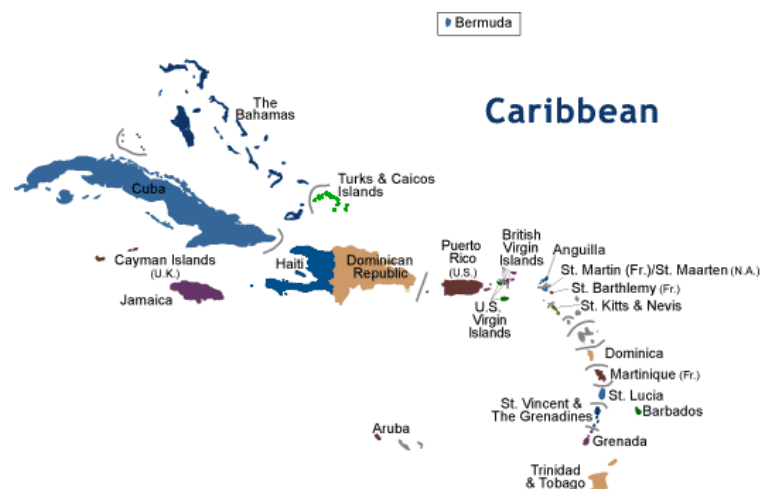 Bermuda
Caribbean
The
Bahamas
Turks & Caicos
Islands
Cuba
Cayman Islands
(U.K.)
Jamaica
Haiti
Dominican
Republic
Puerto
Rico
(U.S.)
British
Virgin
Islands
U.S.
Virgin
Islands
Anguilla
St. Martin (Fr.)/St. Maarten (N.A.)
St. Barthlemy (Fr.)
St. Kitts & Nevis
Dominica
Martinique (Fr.)
St. Lucia
St. Vincent &
The Grenadines
Barbados
Grenada
Aruba
Trinidad
& Tobago